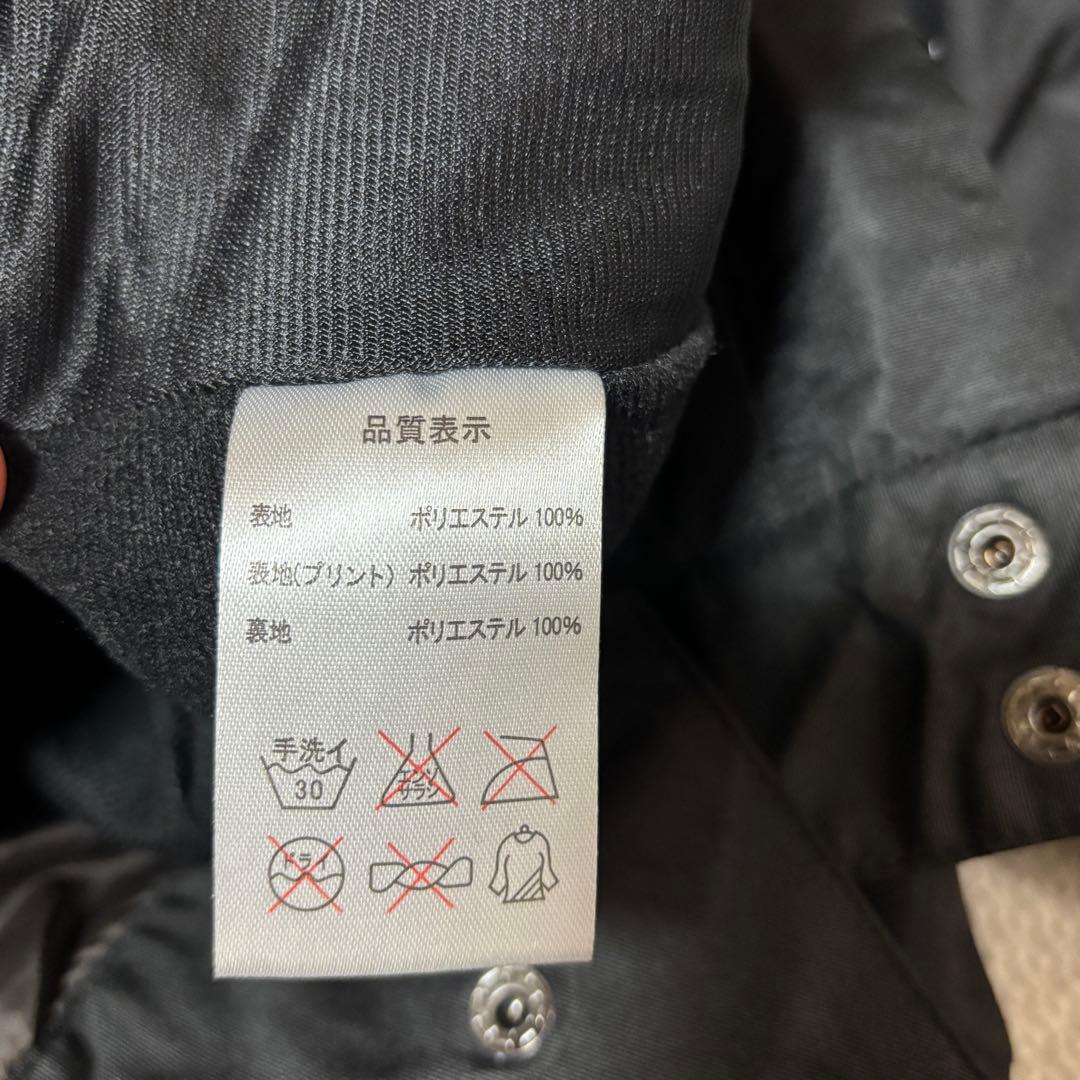 品質表示
表地 ポリエステル 100%
表地(プリント) ポリエステル 100%
裏地 ポリエステル 100%
手洗イ
30
エンソ
サラシ
ドライ